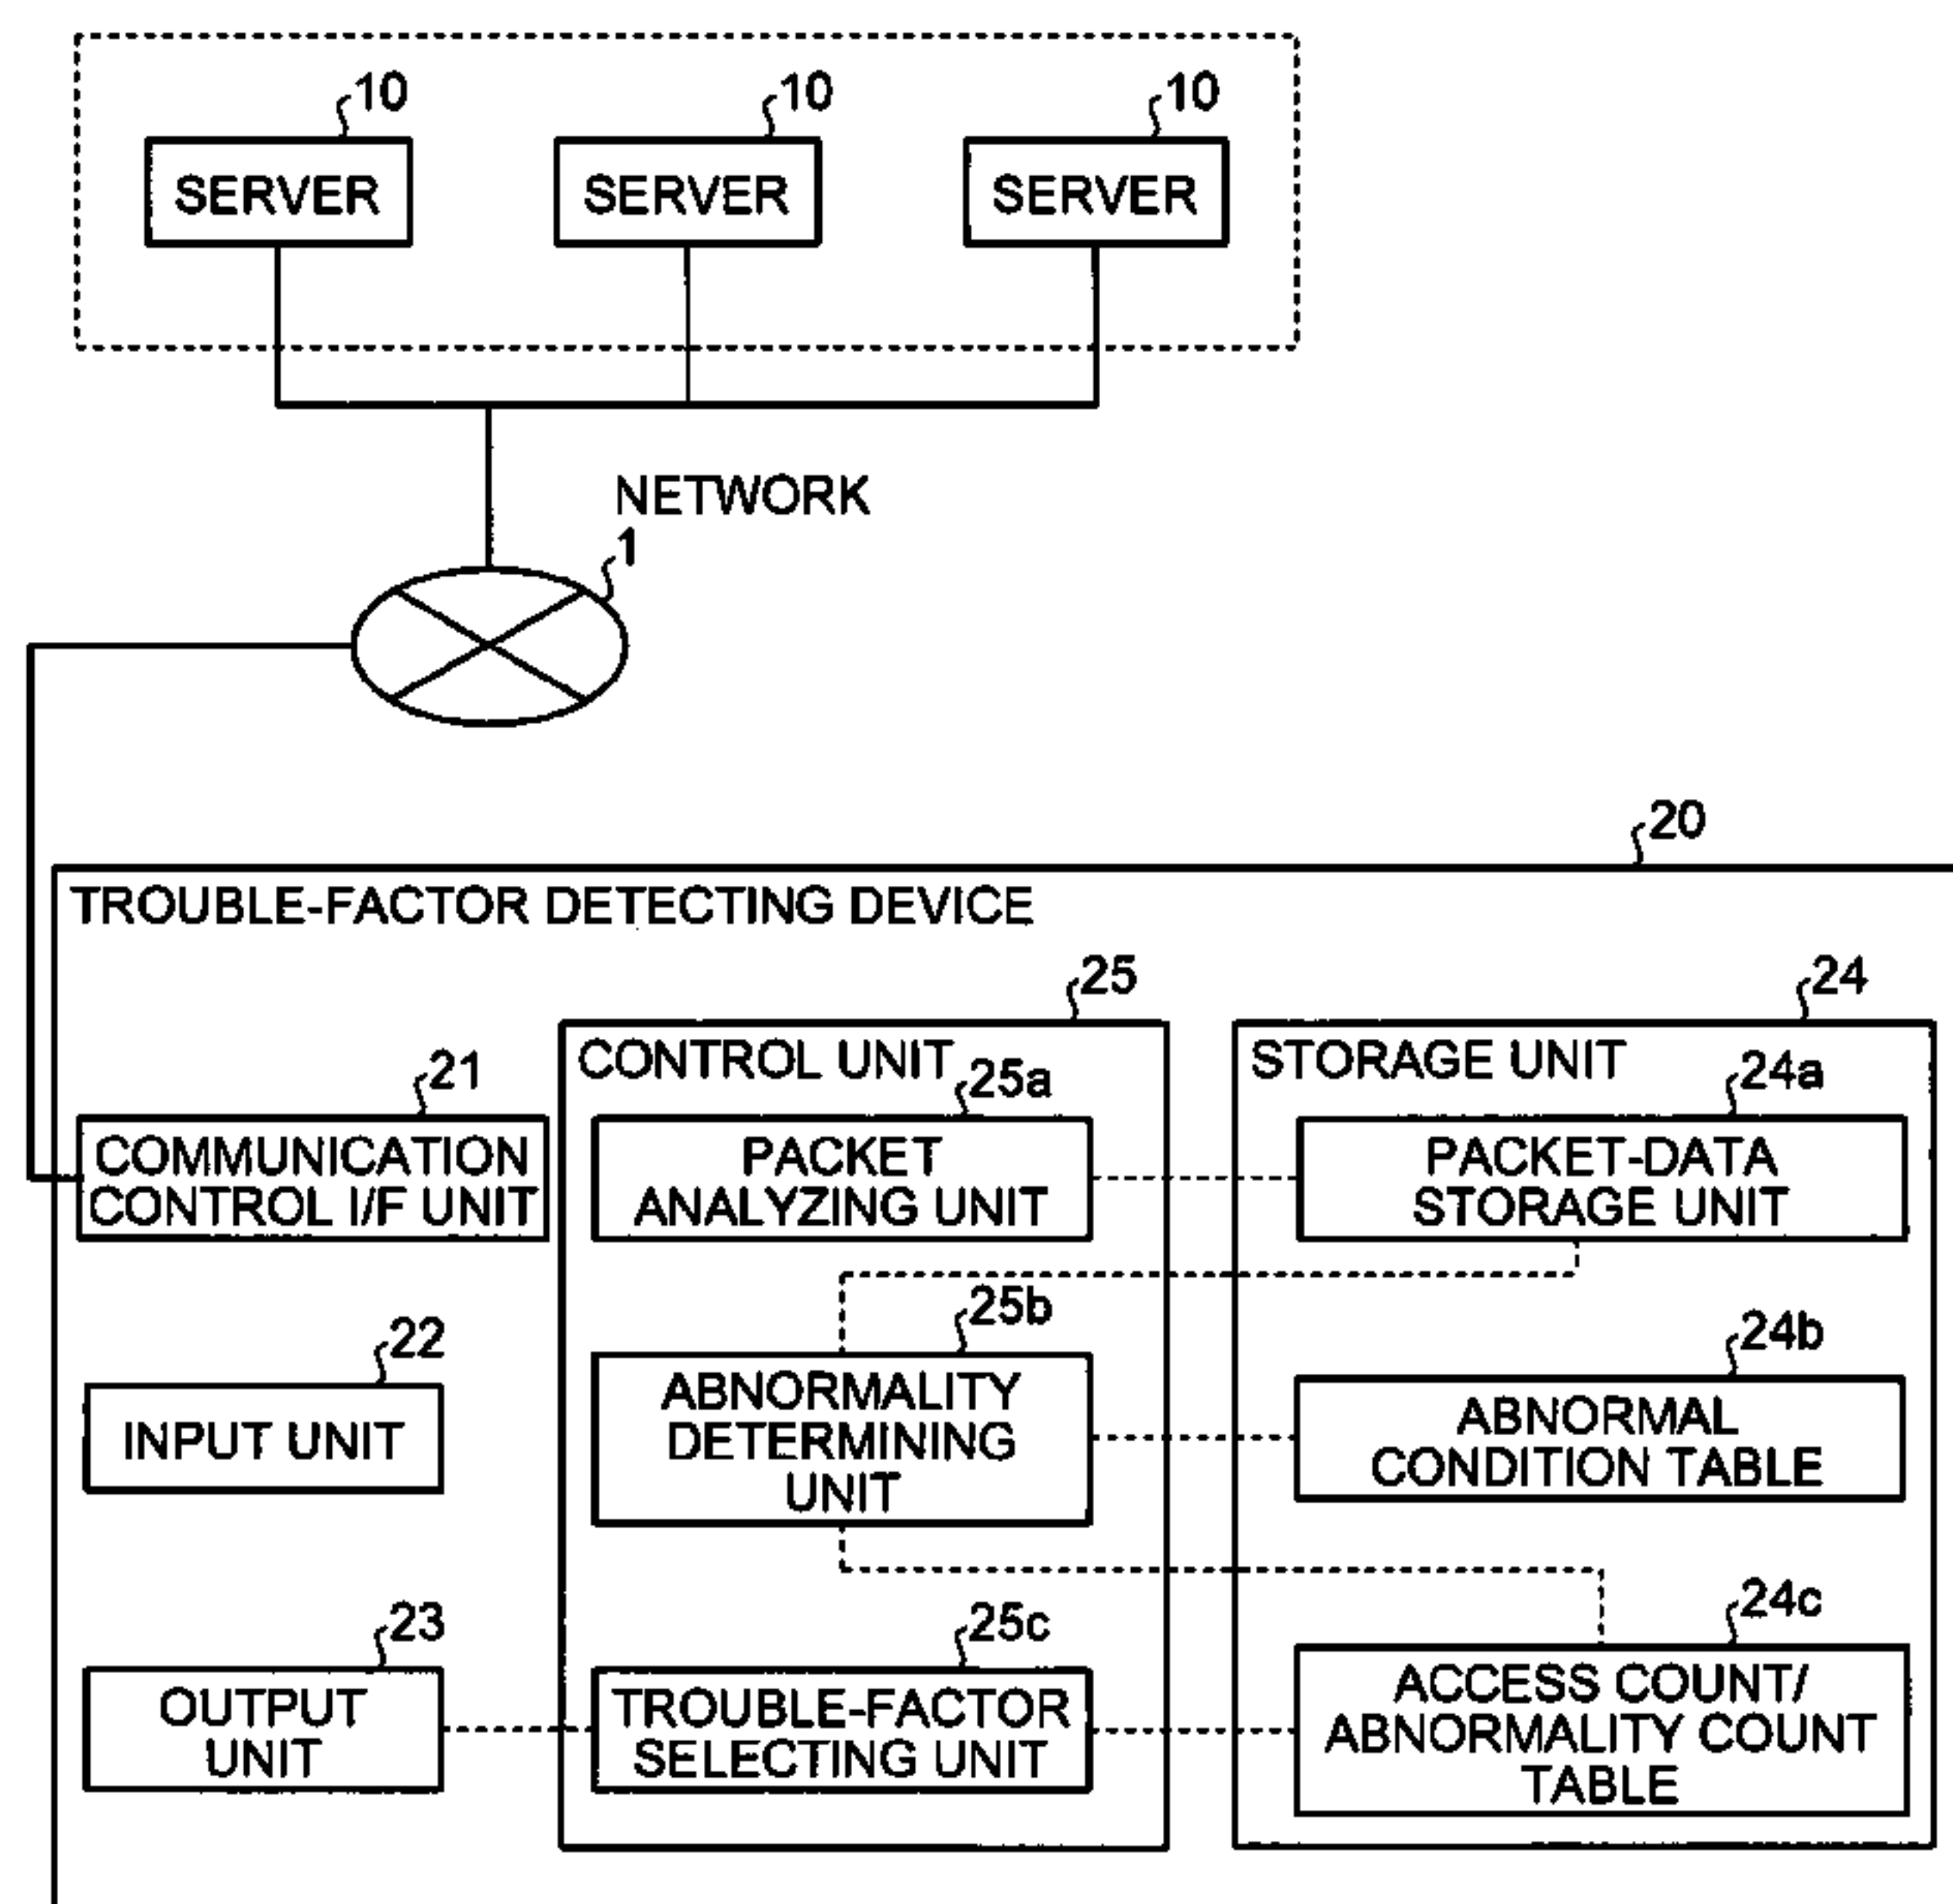 10
10
10
SERVER
SERVER
SERVER
NETWORK
1
20
TROUBLE-FACTOR DETECTING DEVICE
25
24
CONTROL UNIT
STORAGE UNIT
21
25a
24a
COMMUNICATION
CONTROL I/F UNIT
PACKET
ANALYZING UNIT
PACKET-DATA
STORAGE UNIT
22
25b
24b
INPUT UNIT
ABNORMALITY
DETERMINING
UNIT
ABNORMAL
CONDITION TABLE
23
25c
24c
OUTPUT
UNIT
TROUBLE-FACTOR
SELECTING UNIT
ACCESS COUNT/
ABNORMALITY COUNT
TABLE